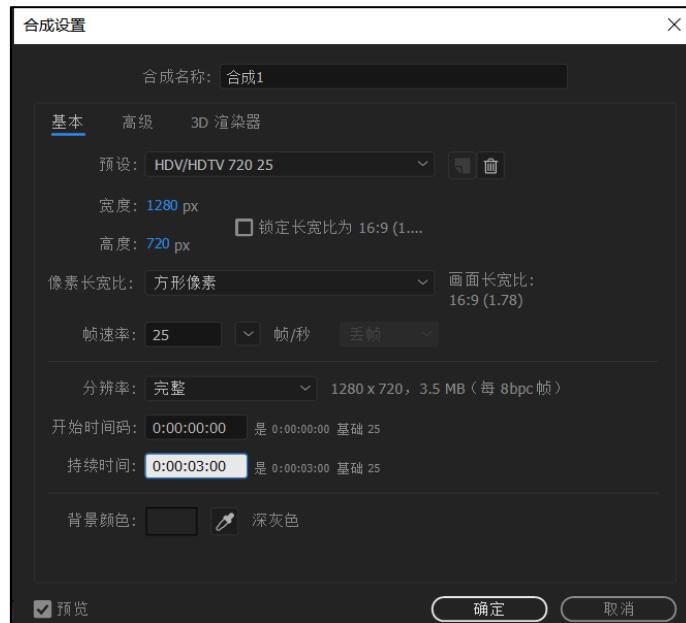 合成设置
合成名称: 合成1
基本 高级 3D 渲染器
预设: HDV/HDTV 720 25
宽度: 1280 px
锁定长宽比为 16:9 (1....
高度: 720 px
像素长宽比: 方形像素
画面长宽比:
16:9 (1.78)
帧速率: 25 帧/秒 丢帧
分辨率: 完整 1280 x 720，3.5 MB（每 8bpc 帧）
开始时间码: 0:00:00:00 是 0:00:00:00 基础 25
持续时间: 0:00:03:00 是 0:00:03:00 基础 25
背景颜色: 深灰色
预览 确定 取消